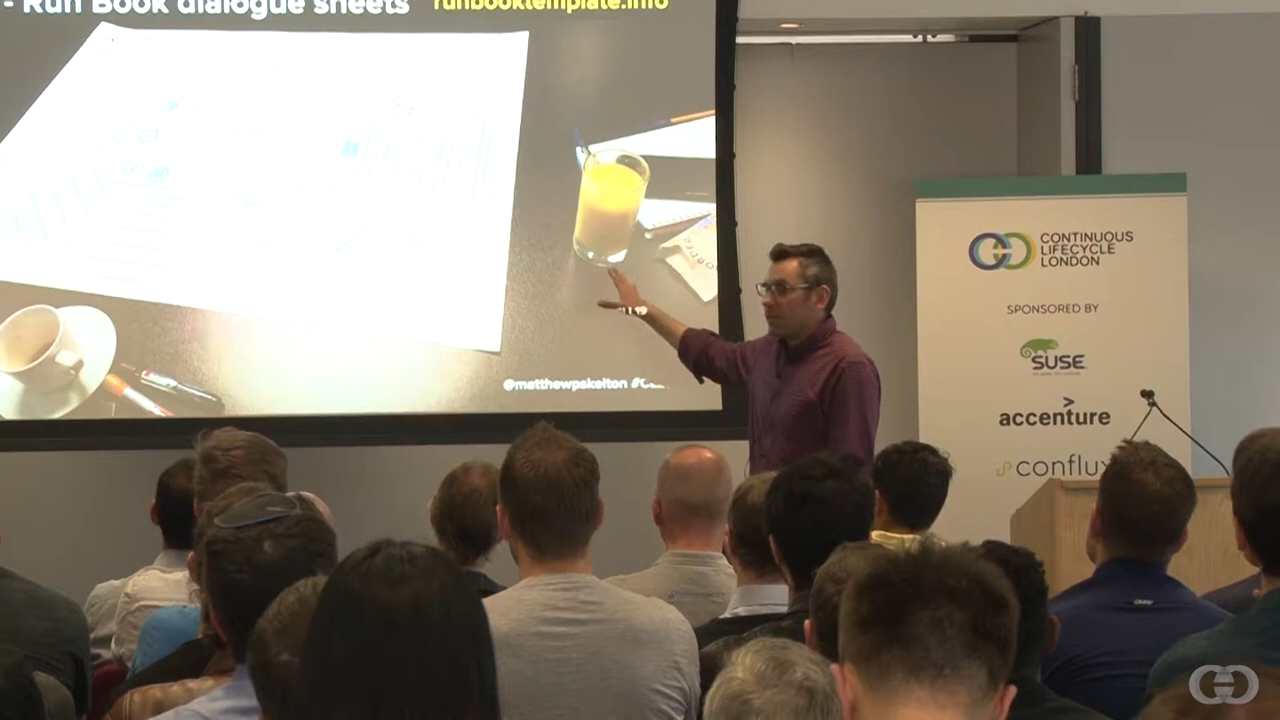 - Run Book dialogue sheets runbooktemplate.info
@matthewpskelton
CONTINUOUS
LIFECYCLE
LONDON
SPONSORED BY
SUSE
accenture
conflux